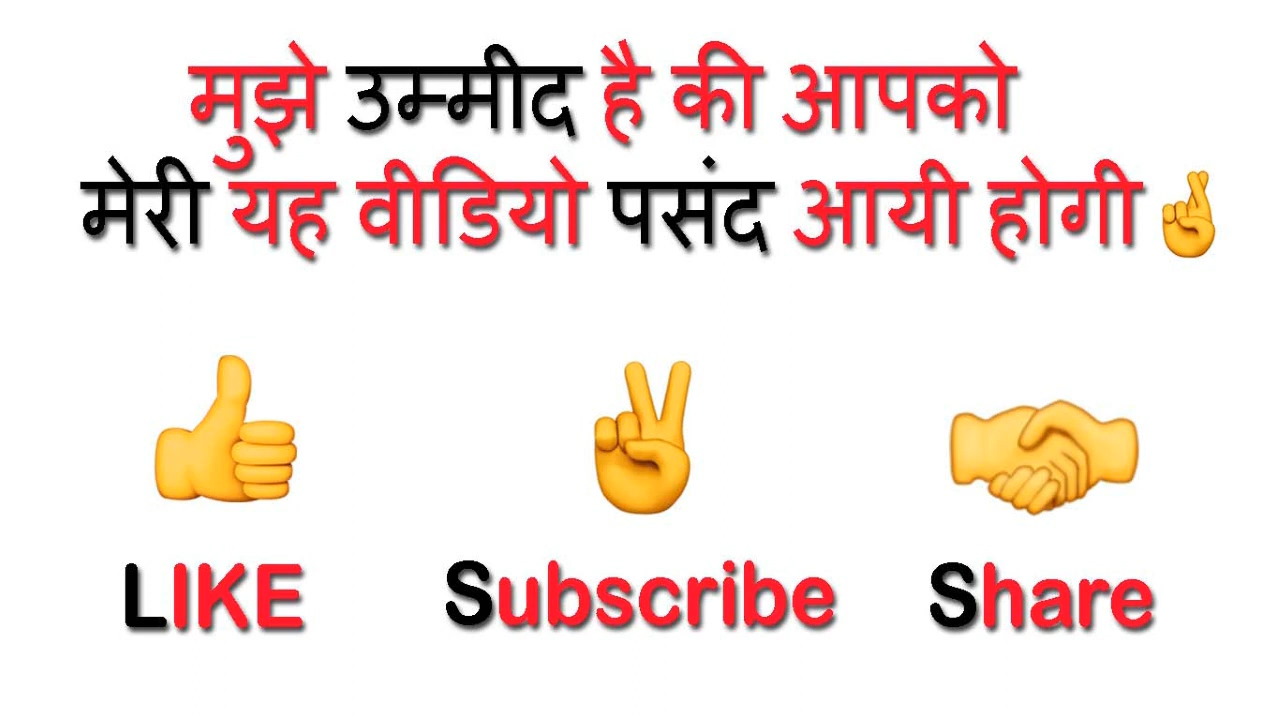 मुझे उम्मीद है की आपको
मेरी यह वीडियो पसंद आयी होगी🤞
LIKE Subscribe Share